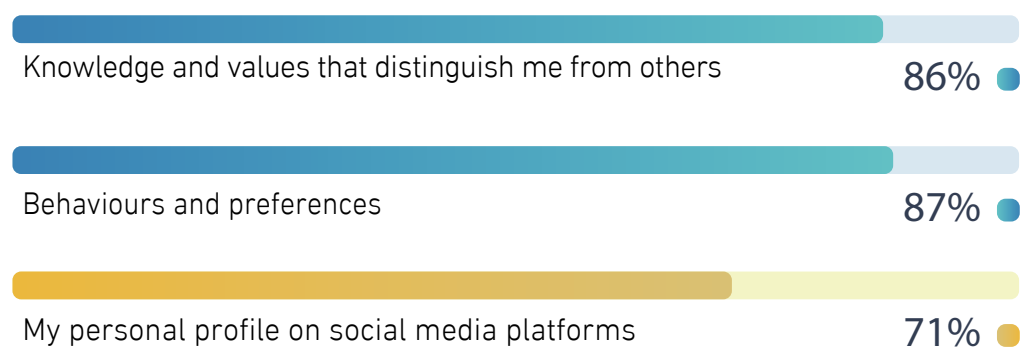 Knowledge and values that distinguish me from others
86%
Behaviours and preferences
87%
My personal profile on social media platforms
71%